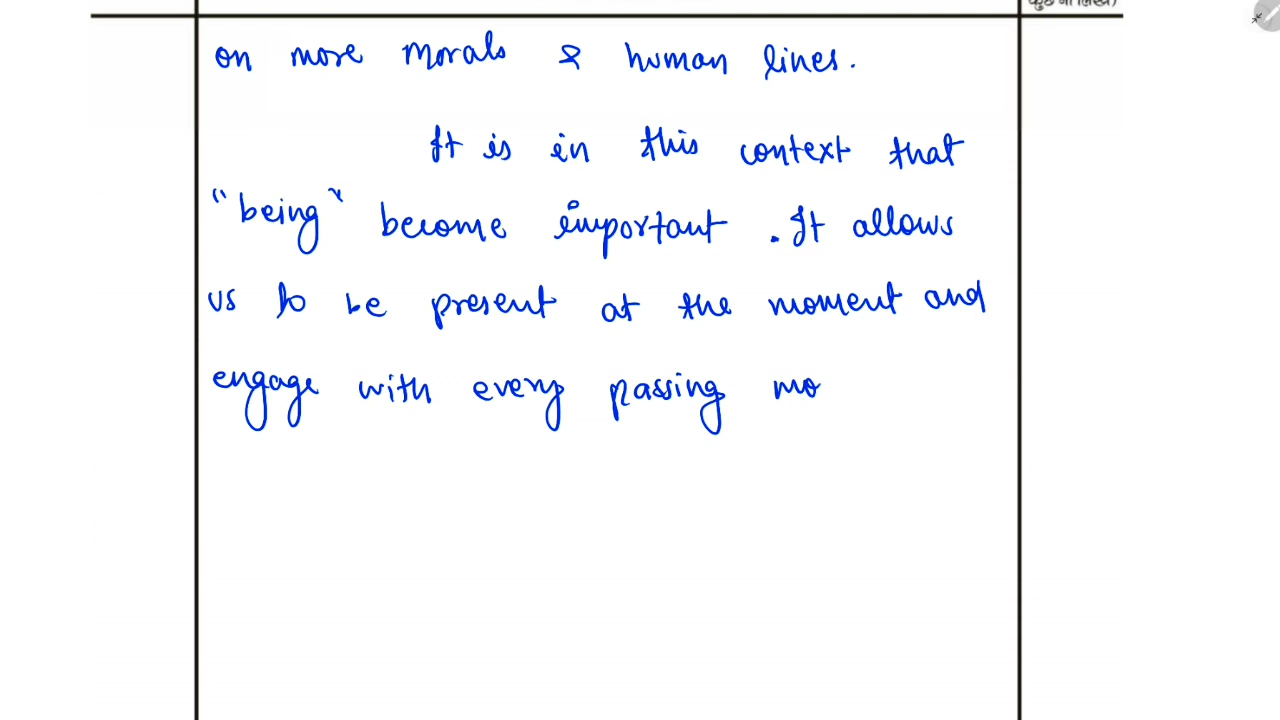 on more morals & human lines.
It is in this context that
"being" become important. It allows
us to be present at the moment and
engage with every passing mo